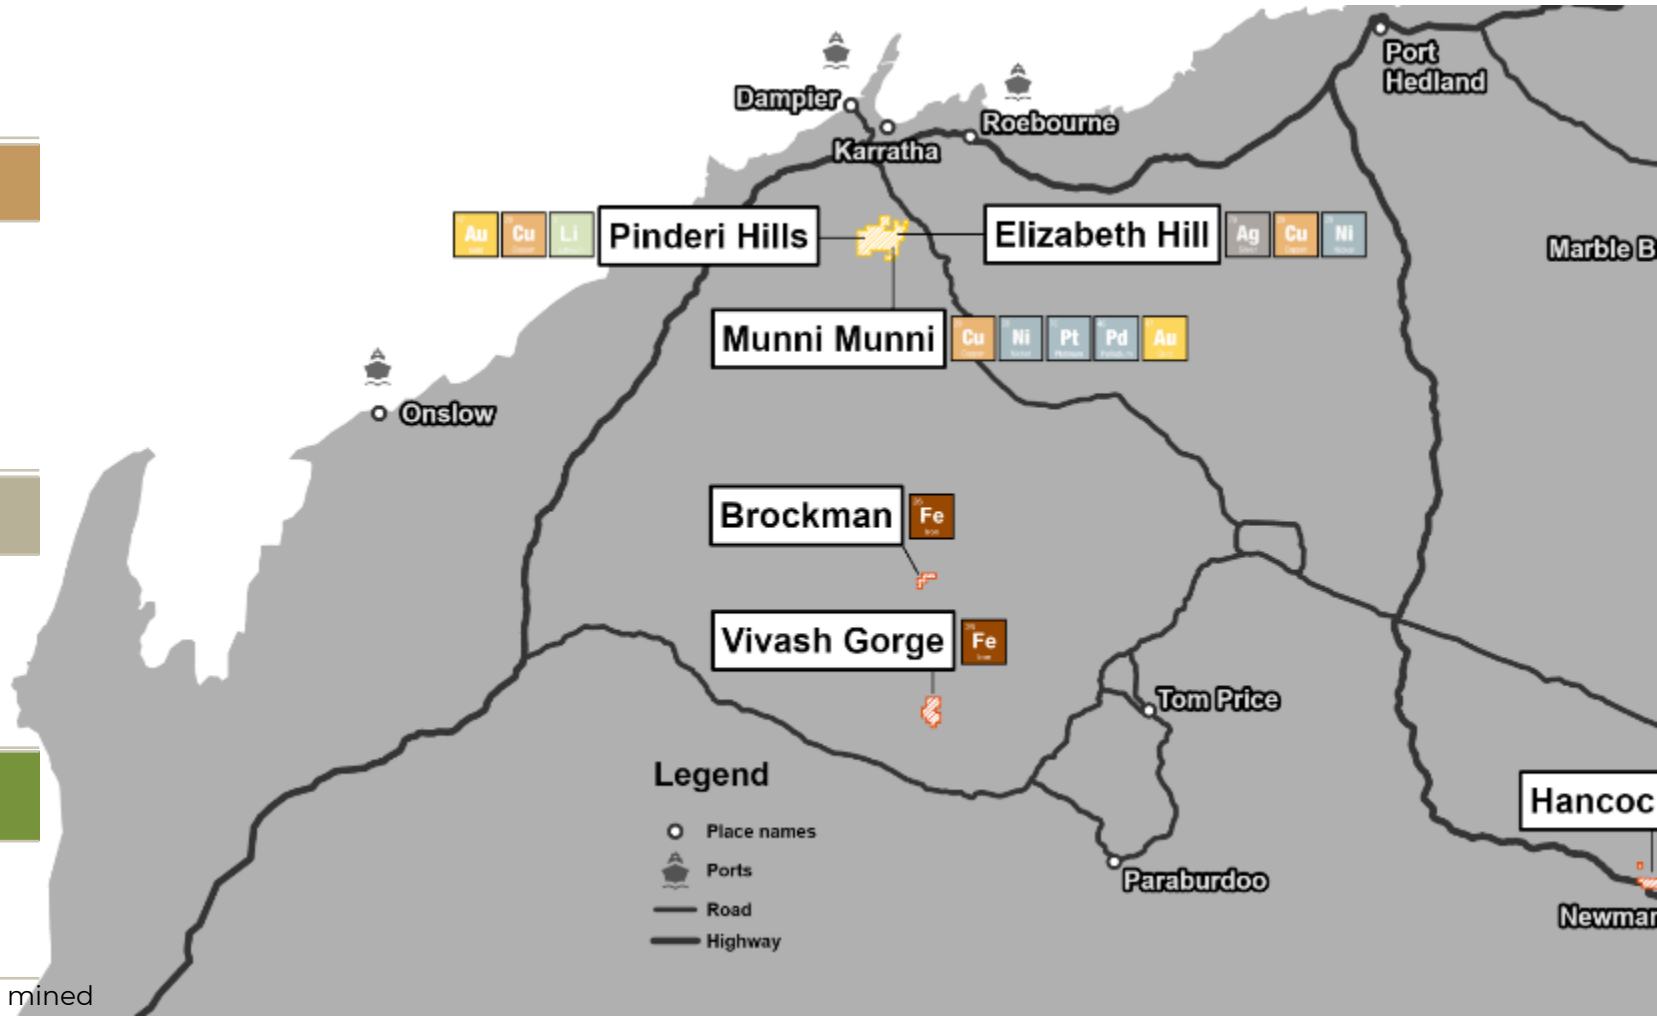 Port
Hedland
Dampier
Roebourne
Karratha
Au Cu Li Pinderi Hills
Elizabeth Hill Ag Cu Ni
Marble B
Munni Munni Cu Ni Pt Pd Au
Onslow
Brockman Fe
Vivash Gorge Fe
Tom Price
Legend
Place names
Ports
Road
Highway
Hancoc
Paraburdoo
Newman
mined